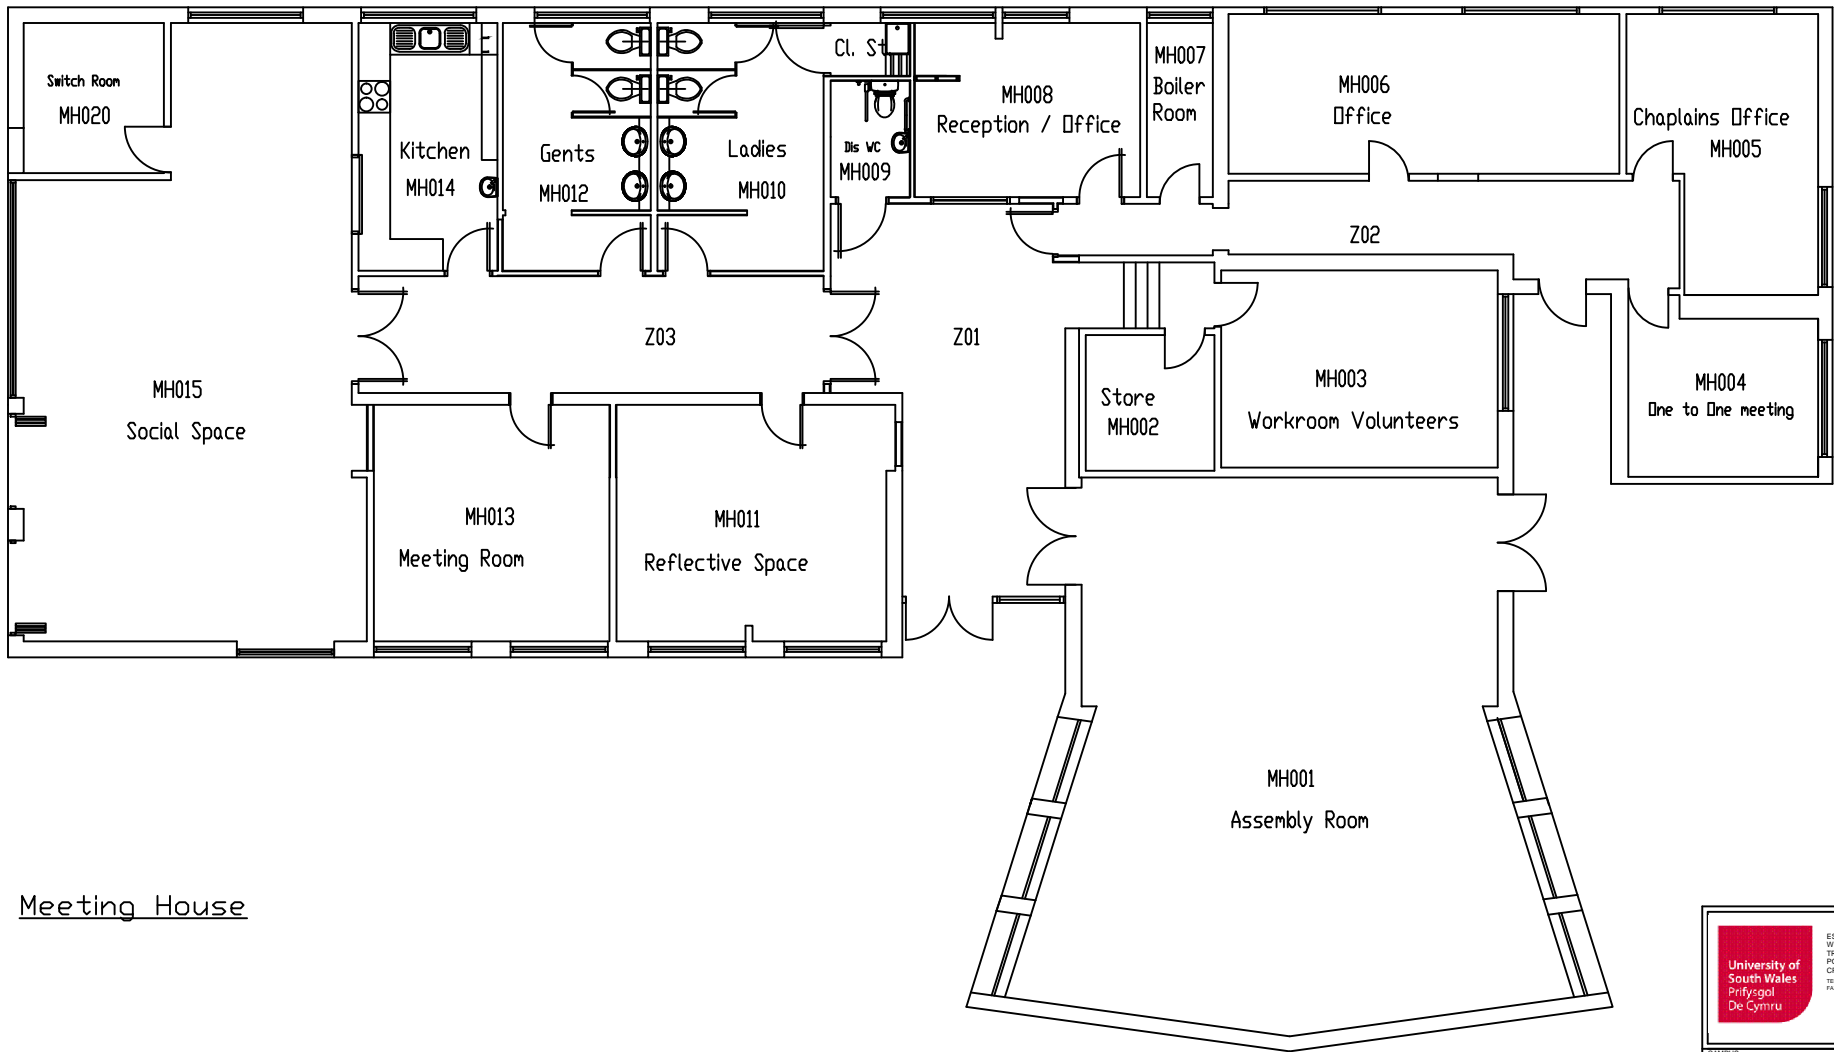 Switch Room
MH020
Kitchen
MH014
Gents
MH012
Ladies
MH010
Cl. St
Dis WC
MH009
MH008
Reception / Office
MH007
Boiler
Room
MH006
Office
Chaplains Office
MH005
Z02
Z03
Z01
MH015
Social Space
Store
MH002
MH003
Workroom Volunteers
MH004
One to One meeting
MH013
Meeting Room
MH011
Reflective Space
MH001
Assembly Room
Meeting House
University of
South Wales
Prifysgol
De Cymru